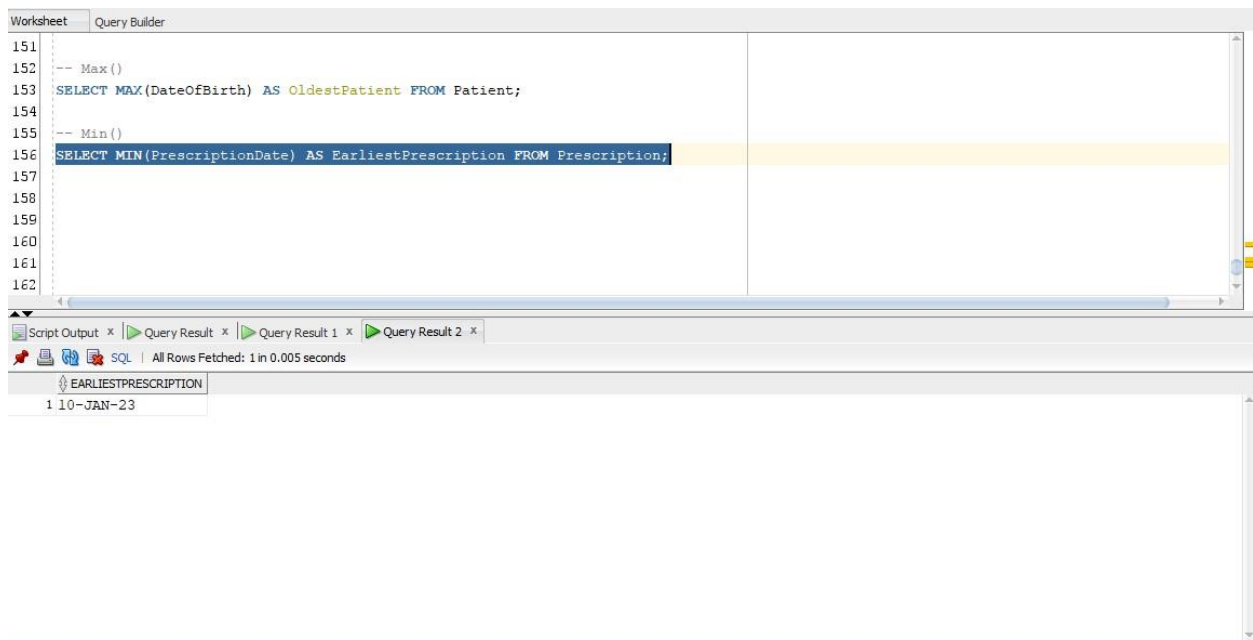 Worksheet Query Builder
151
152 -- Max()
153 SELECT MAX(DateOfBirth) AS OldestPatient FROM Patient;
154
155 -- Min()
156 SELECT MIN(PrescriptionDate) AS EarliestPrescription FROM Prescription;
157
158
159
160
161
162
Script Output x Query Result x Query Result 1 x Query Result 2 x
SQL | All Rows Fetched: 1 in 0.005 seconds
EARLIESTPRESCRIPTION
1 10-JAN-23